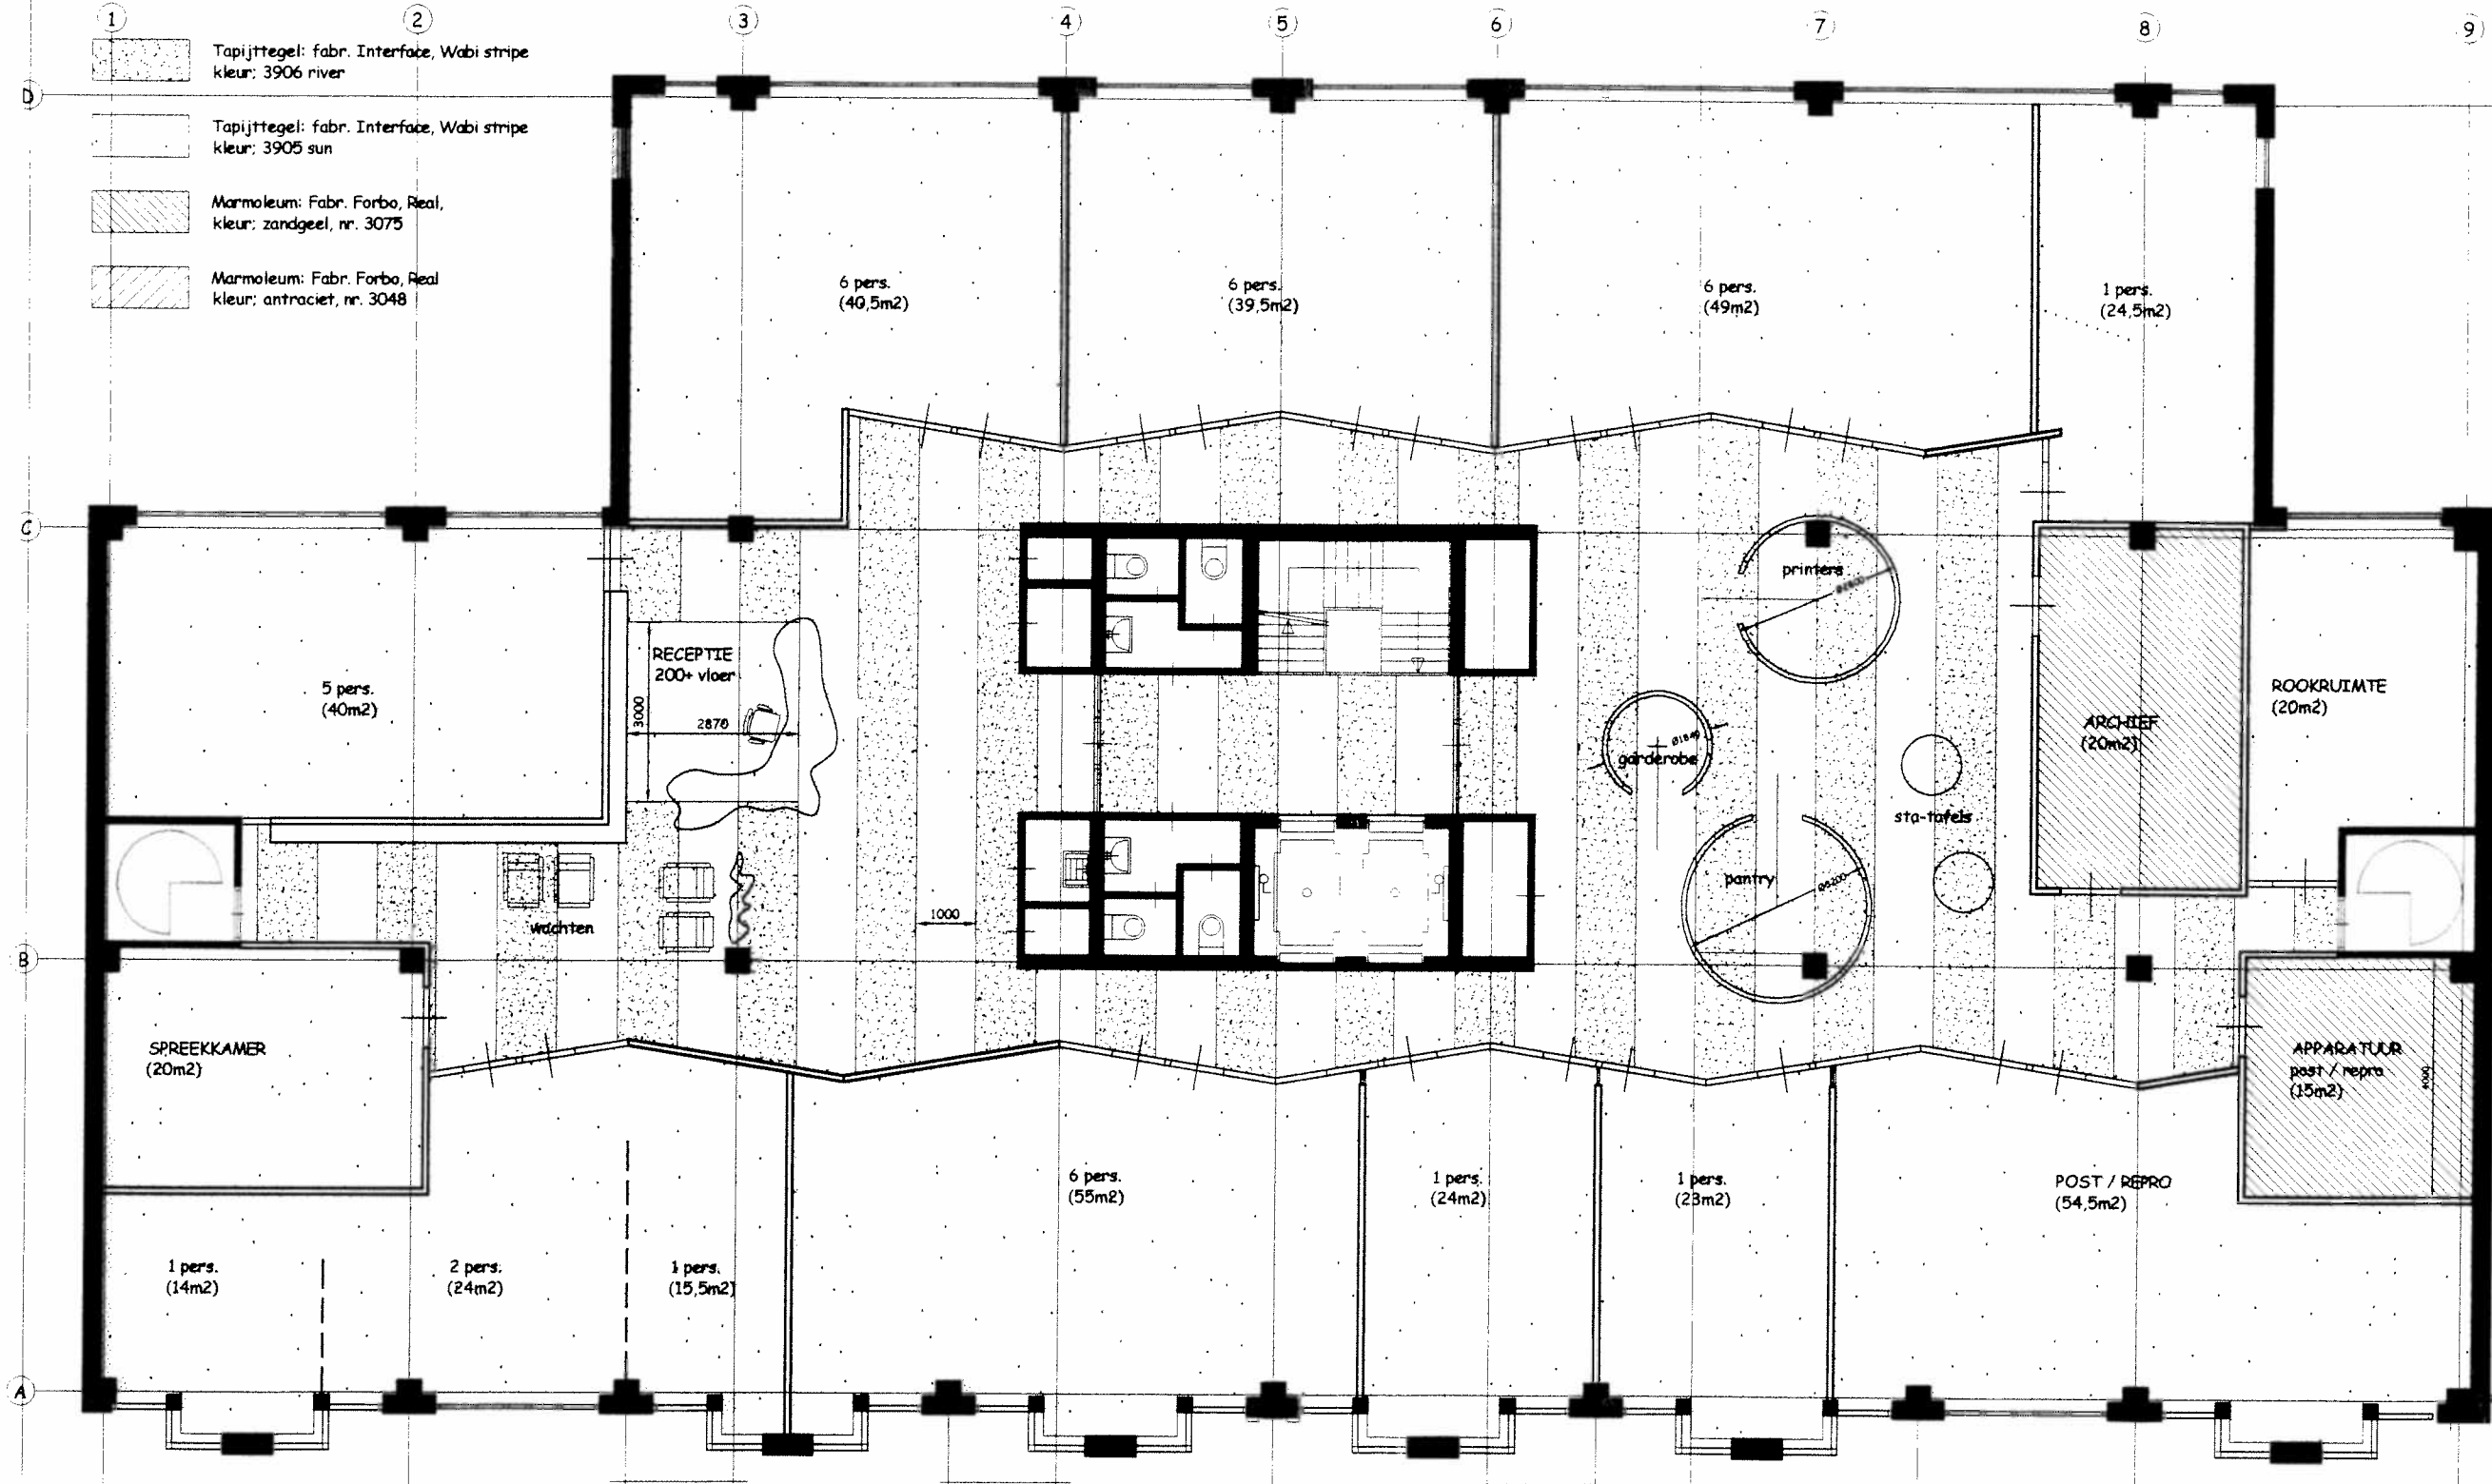 1 2 3 4 5 6 7 8 9
Tapijttegel: fabr. Interface, Wabi stripe
kleur; 3906 river
D
Tapijttegel: fabr. Interface, Wabi stripe
kleur; 3905 sun
Marmoleum: Fabr. Forbo, Real,
kleur; zandgeel, nr. 3075
Marmoleum: Fabr. Forbo, Real
kleur; antraciet, nr. 3048
6 pers.
(40,5m2)
6 pers.
(39,5m2)
6 pers.
(49m2)
1 pers.
(24,5m2)
C
printers
RECEPTIE
200+ vloer
3000
2870
5 pers.
(40m2)
garderobe
ROOKRUIMTE
(20m2)
ARCHIEF
(20m2)
sta-tafels
pantry
wachten
1000
B
SPREEKKAMER
(20m2)
APPARATUUR
post / repro
(15m2)
4000
6 pers.
(55m2)
1 pers.
(24m2)
1 pers.
(23m2)
POST / REPRO
(54,5m2)
1 pers.
(14m2)
2 pers.
(24m2)
1 pers.
(15,5m2)
A